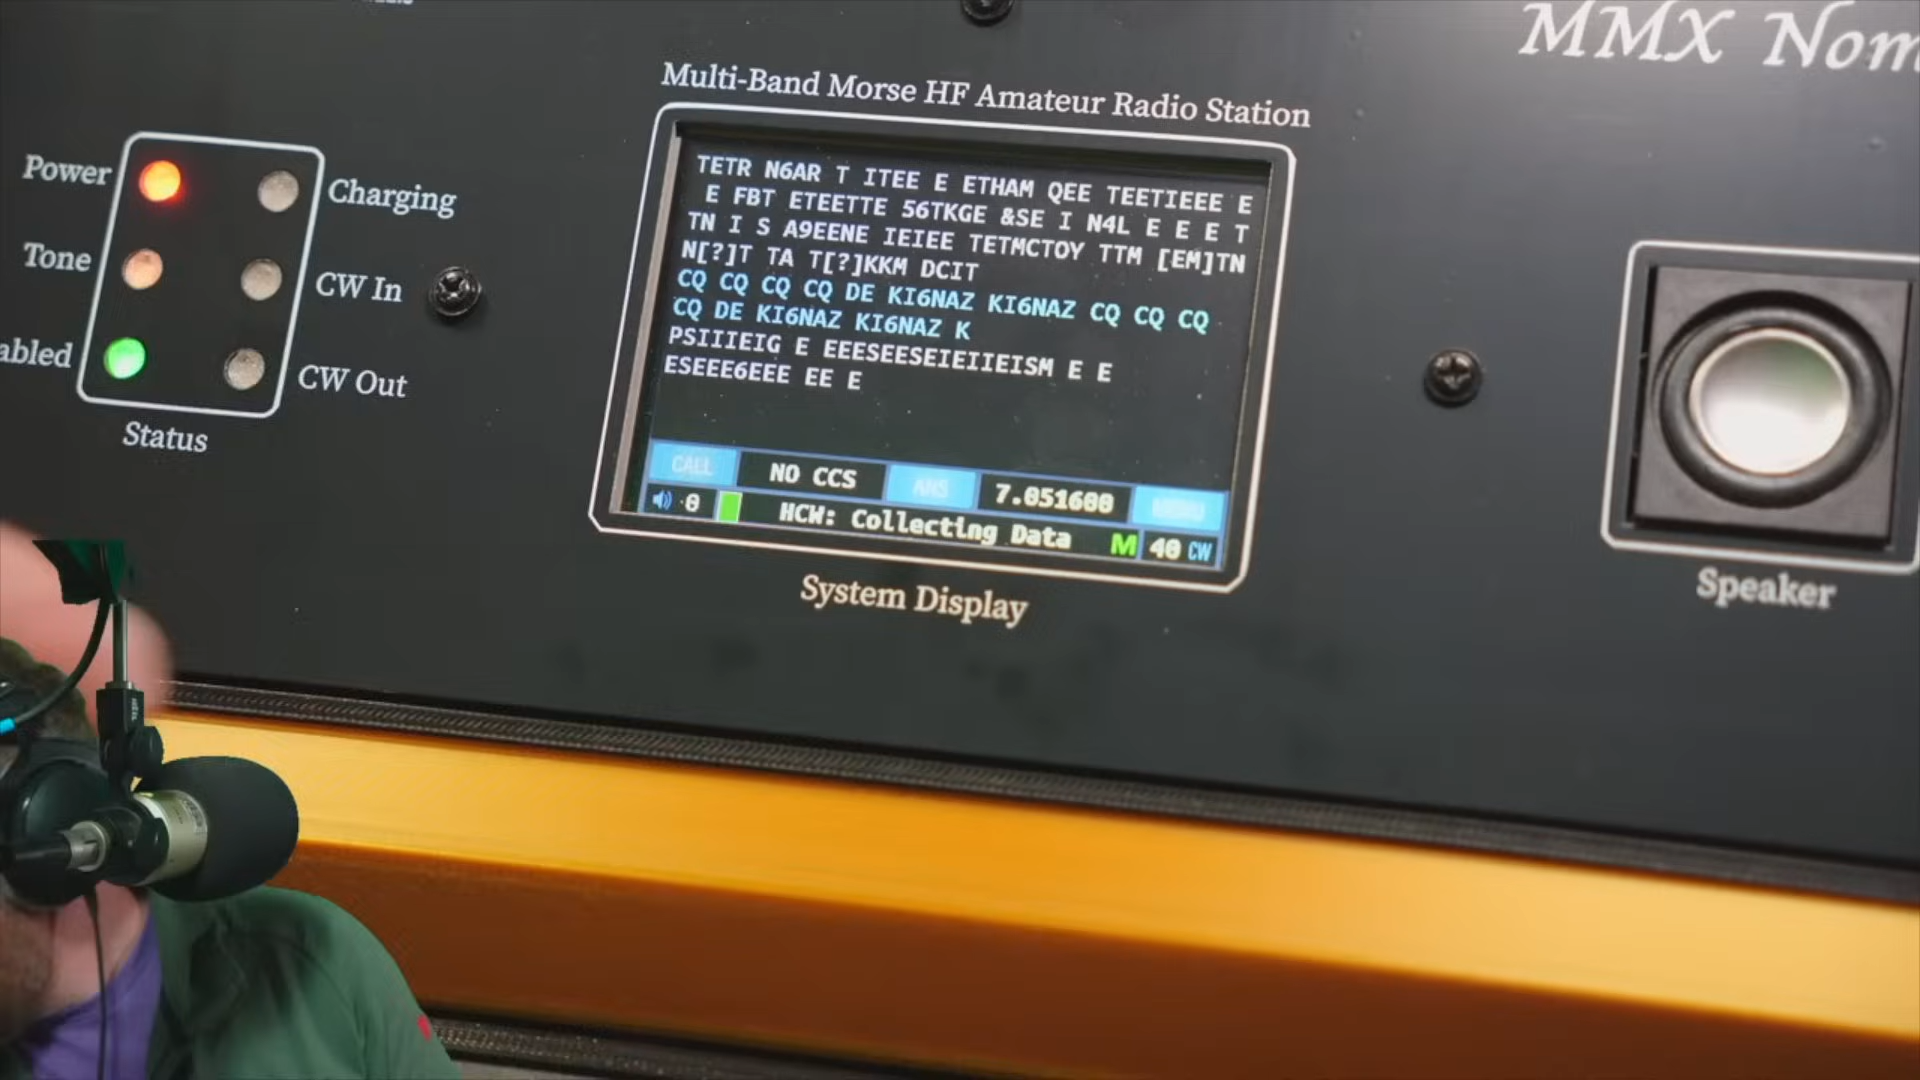 MMX Nom
Multi-Band Morse HF Amateur Radio Station
Power
Charging
Tone
CW In
abled
CW Out
Status
TETR N6AR T ITEE E ETHAM QEE TEETIEEE E
E FBT ETEETTE 56TKGE &SE I N4L E E E T
TN I S A9EENE IEIEE TETMCTOY TTM [EM]TN
N[?]T TA T[?]KKM DCIT
CQ CQ CQ CQ DE KI6NAZ KI6NAZ CQ CQ CQ
CQ DE KI6NAZ KI6NAZ K
PSIIIEIG E EEESEESEIEIIEISM E E
ESEEE6EEE EE E
CALL NO CCS ANS 7.051600 MENU
0 HCW: Collecting Data M 40 CW
System Display
Speaker